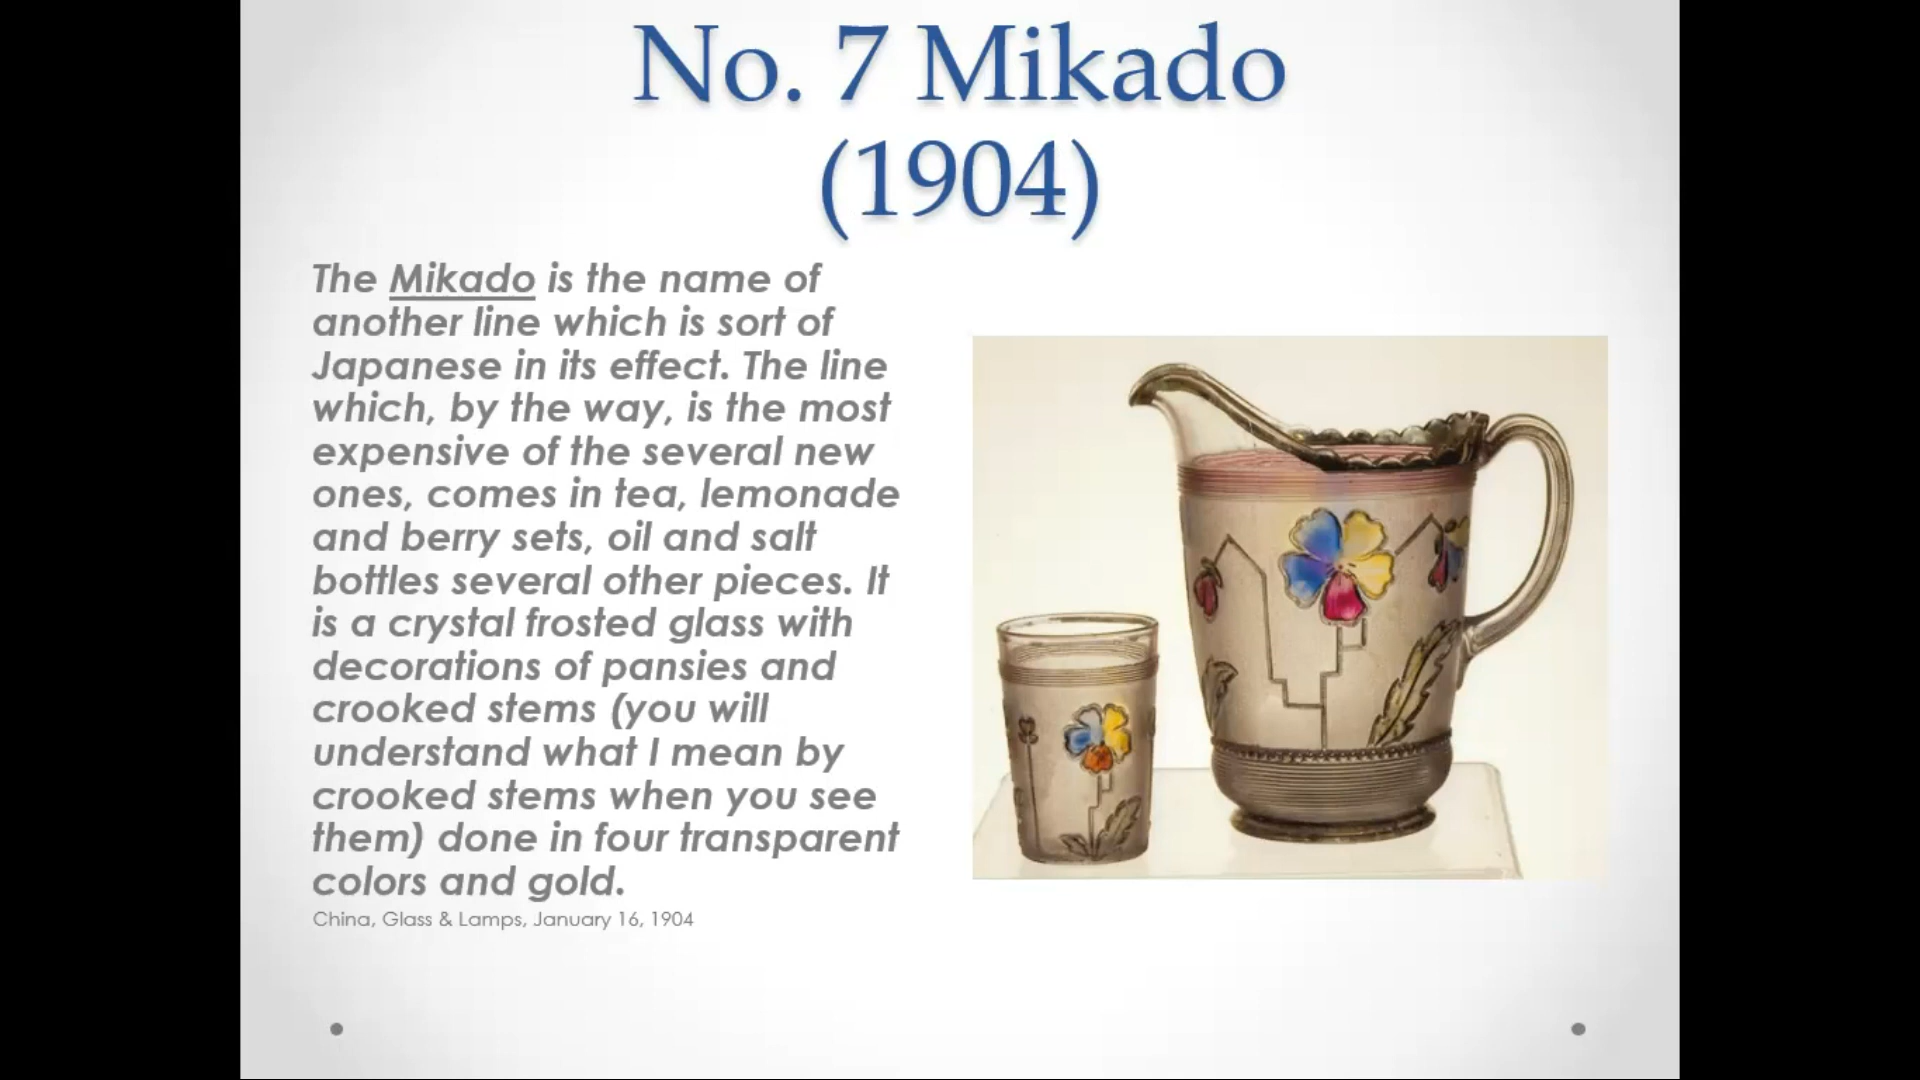 No. 7 Mikado
(1904)
The Mikado is the name of
another line which is sort of
Japanese in its effect. The line
which, by the way, is the most
expensive of the several new
ones, comes in tea, lemonade
and berry sets, oil and salt
bottles several other pieces. It
is a crystal frosted glass with
decorations of pansies and
crooked stems (you will
understand what I mean by
crooked stems when you see
them) done in four transparent
colors and gold.
China, Glass & Lamps, January 16, 1904